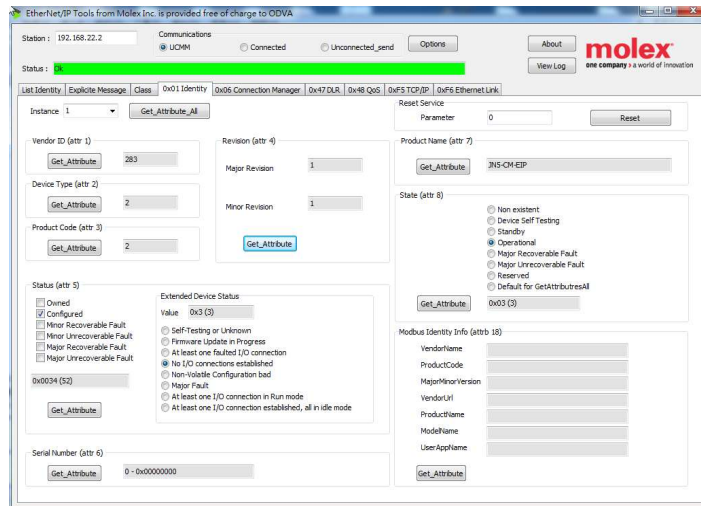 EtherNet/IP Tools from Molex Inc. is provided free of charge to ODVA
Station : 192.168.22.2
Communications
UCMM Connected Unconnected_send
Options
About
View Log
molex
one company > a world of innovation
Status : Ok
List Identity Explicite Message Class 0x01 Identity 0x06 Connection Manager 0x47 DLR 0x48 QoS 0xF5 TCP/IP 0xF6 Ethernet Link
Instance 1 Get_Attribute_All
Reset Service
Parameter 0 Reset
Vendor ID (attr 1)
Get_Attribute 283
Device Type (attr 2)
Get_Attribute 2
Product Code (attr 3)
Get_Attribute 2
Revision (attr 4)
Major Revision 1
Minor Revision 1
Get_Attribute
Product Name (attr 7)
Get_Attribute JNS-CM-EIP
State (attr 8)
Non existent
Device Self Testing
Standby
Operational
Major Recoverable Fault
Major Unrecoverable Fault
Reserved
Default for GetAttributresAll
Get_Attribute 0x03 (3)
Status (attr 5)
Owned
Configured
Minor Recoverable Fault
Minor Unrecoverable Fault
Major Recoverable Fault
Major Unrecoverable Fault
0x0034 (52)
Get_Attribute
Extended Device Status
Value 0x3 (3)
Self-Testing or Unknown
Firmware Update in Progress
At least one faulted I/O connection
No I/O connections established
Non-Volatile Configuration bad
Major Fault
At least one I/O connection in Run mode
At least one I/O connection established, all in idle mode
Modbus Identity Info (attrb 18)
VendorName
ProductCode
MajorMinorVersion
VendorUrl
ProductName
ModelName
UserAppName
Get_Attribute
Serial Number (attr 6)
Get_Attribute 0 - 0x00000000